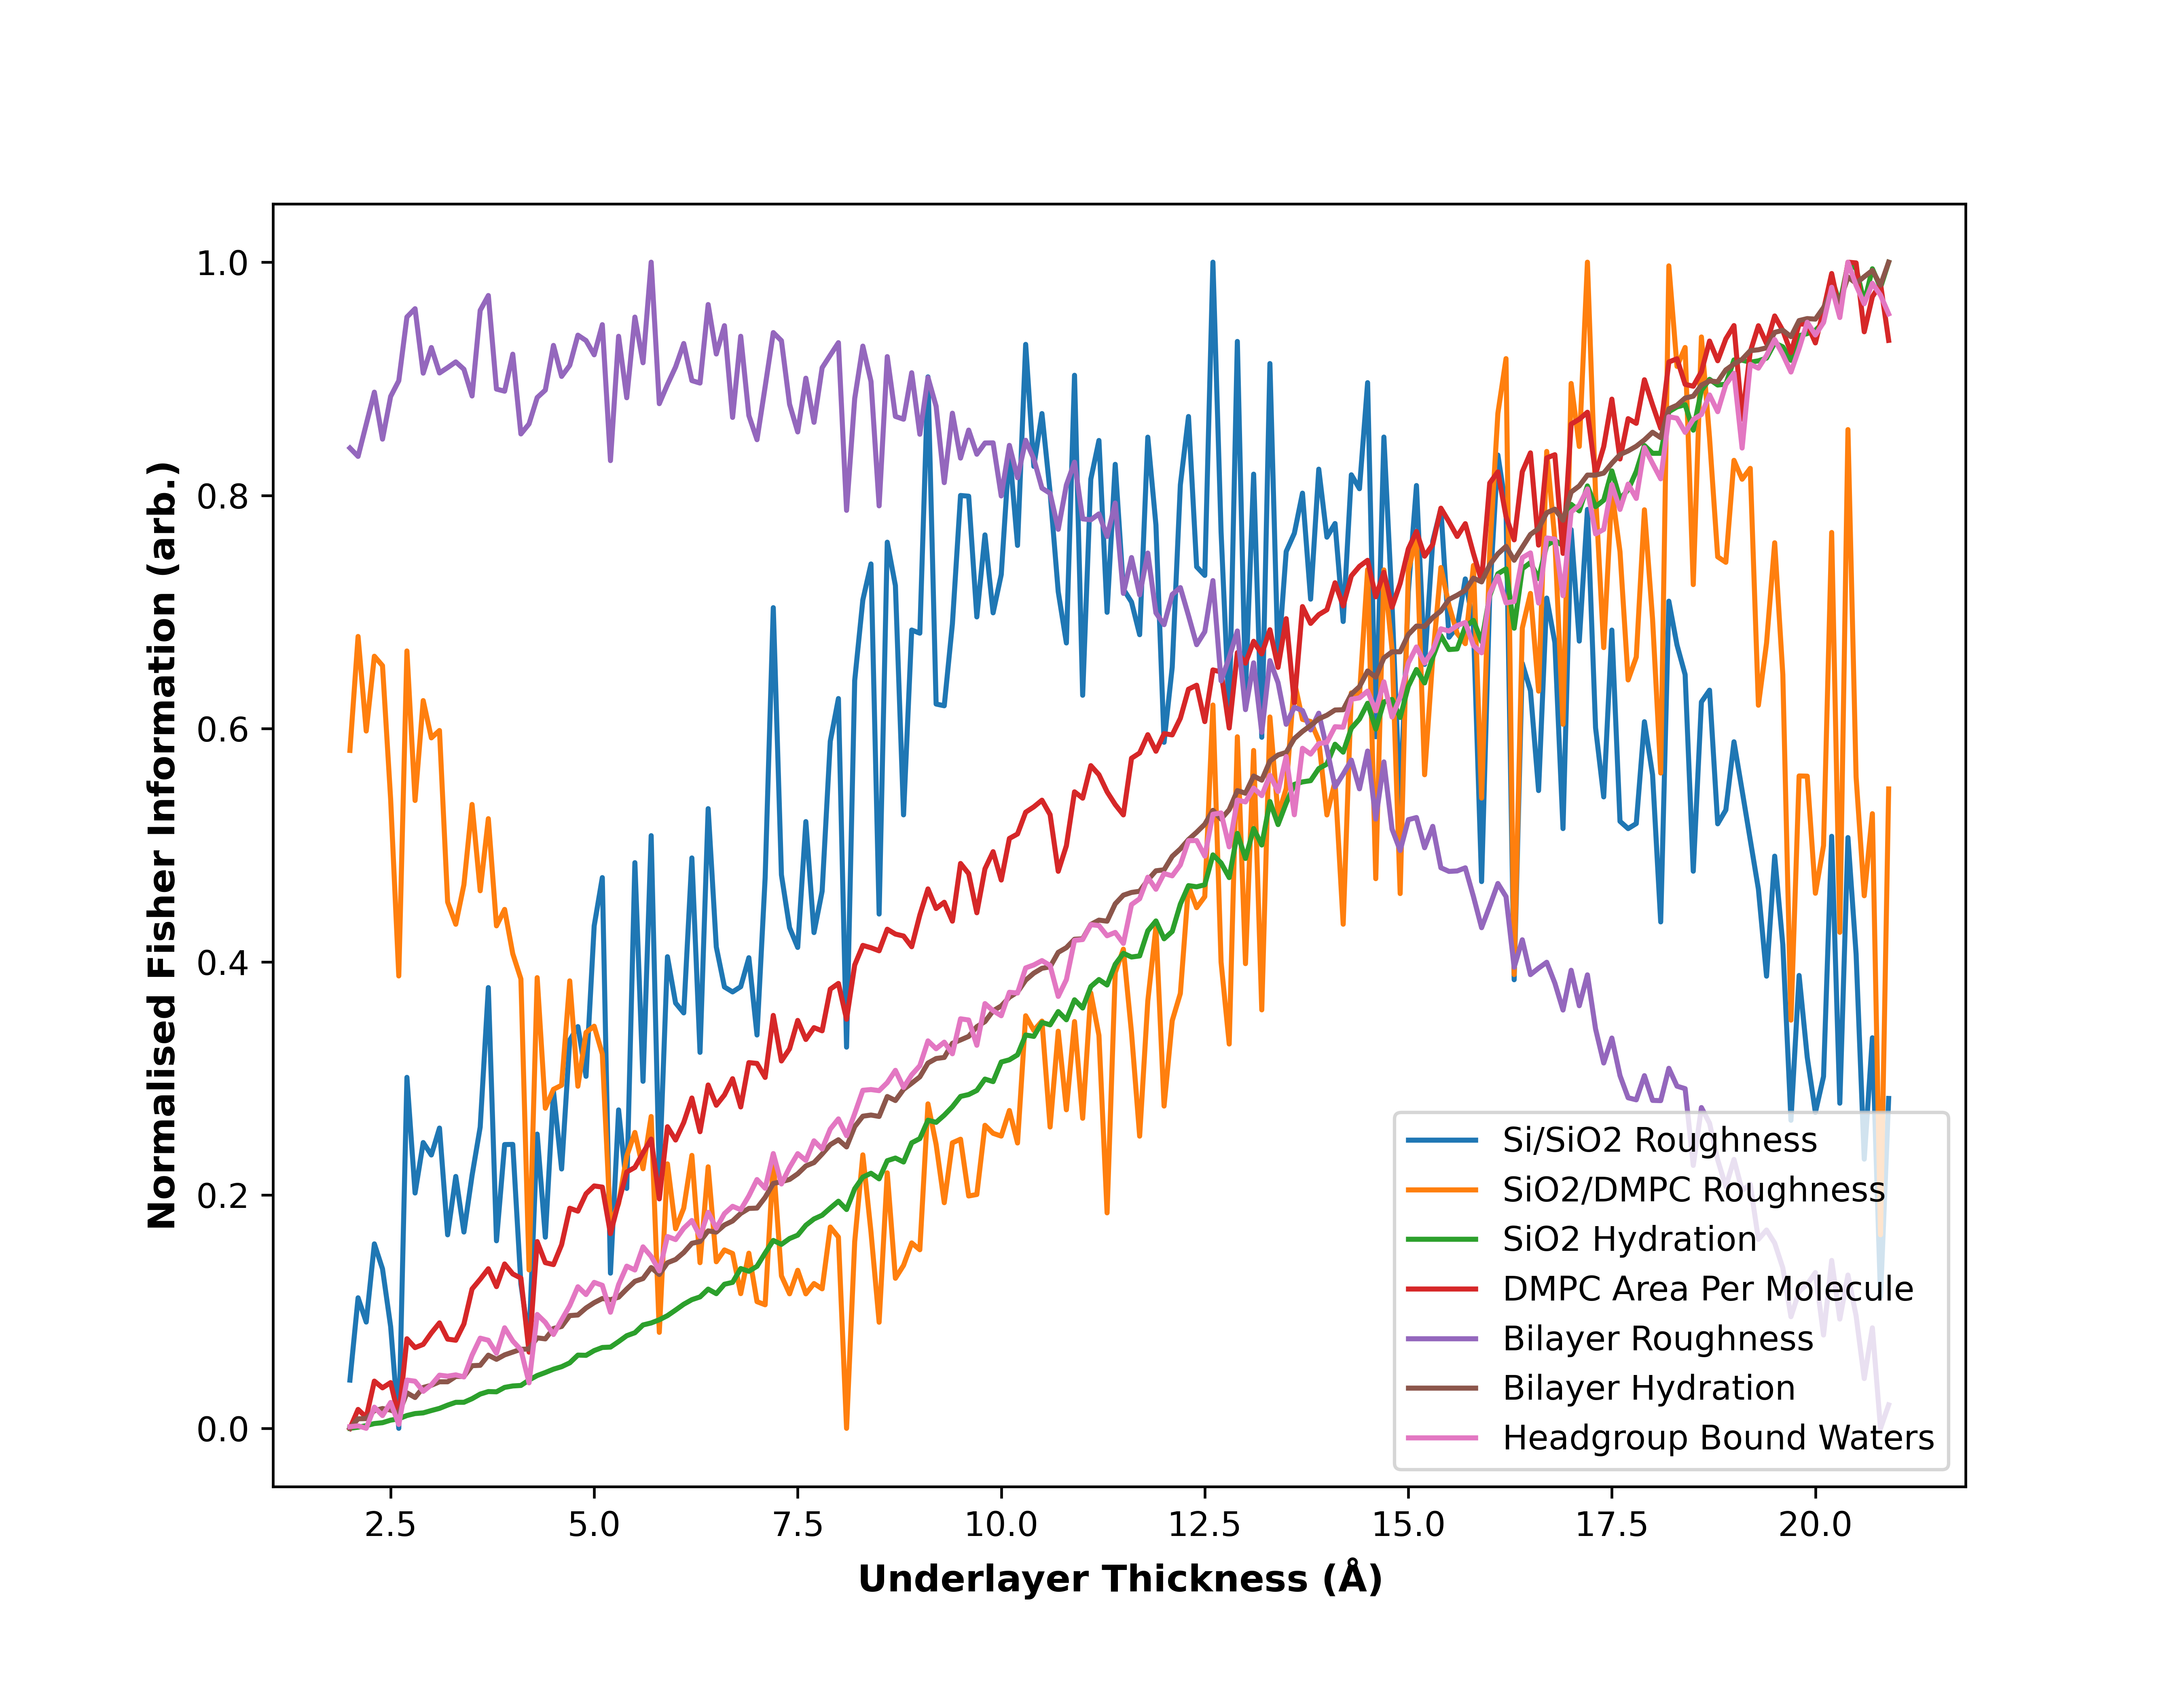 1.0
0.8
0.6
0.4
0.2
0.0
Normalised Fisher Information (arb.)
Si/SiO2 Roughness
SiO2/DMPC Roughness
SiO2 Hydration
DMPC Area Per Molecule
Bilayer Roughness
Bilayer Hydration
Headgroup Bound Waters
2.5 5.0 7.5 10.0 12.5 15.0 17.5 20.0
Underlayer Thickness (Å)